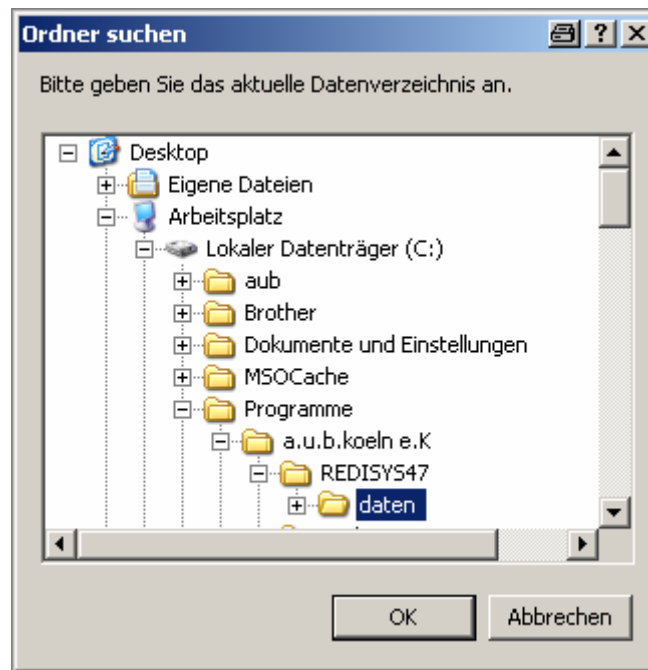 Ordner suchen
Bitte geben Sie das aktuelle Datenverzeichnis an.
Desktop
Eigene Dateien
Arbeitsplatz
Lokaler Datenträger (C:)
aub
Brother
Dokumente und Einstellungen
MSOCache
Programme
a.u.b.koeln e.K
REDISYS47
daten
OK Abbrechen